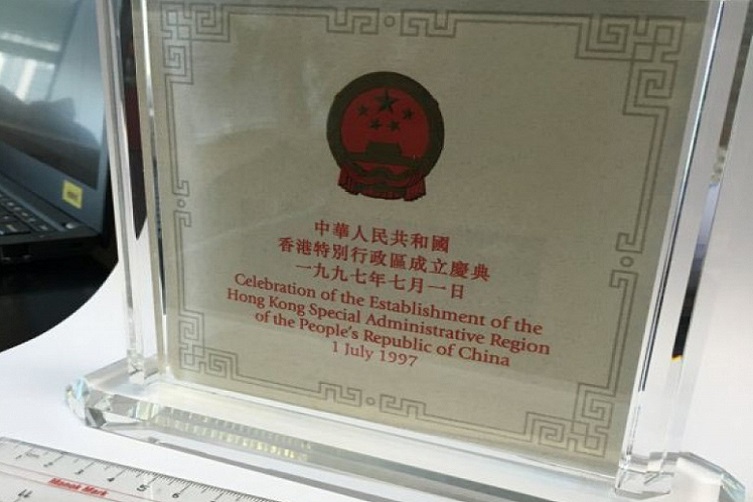 中華人民共和國
香港特別行政區成立慶典
一九九七年七月一日
Celebration of the Establishment of the
Hong Kong Special Administrative Region
of the People's Republic of China
1 July 1997
Manok Mark